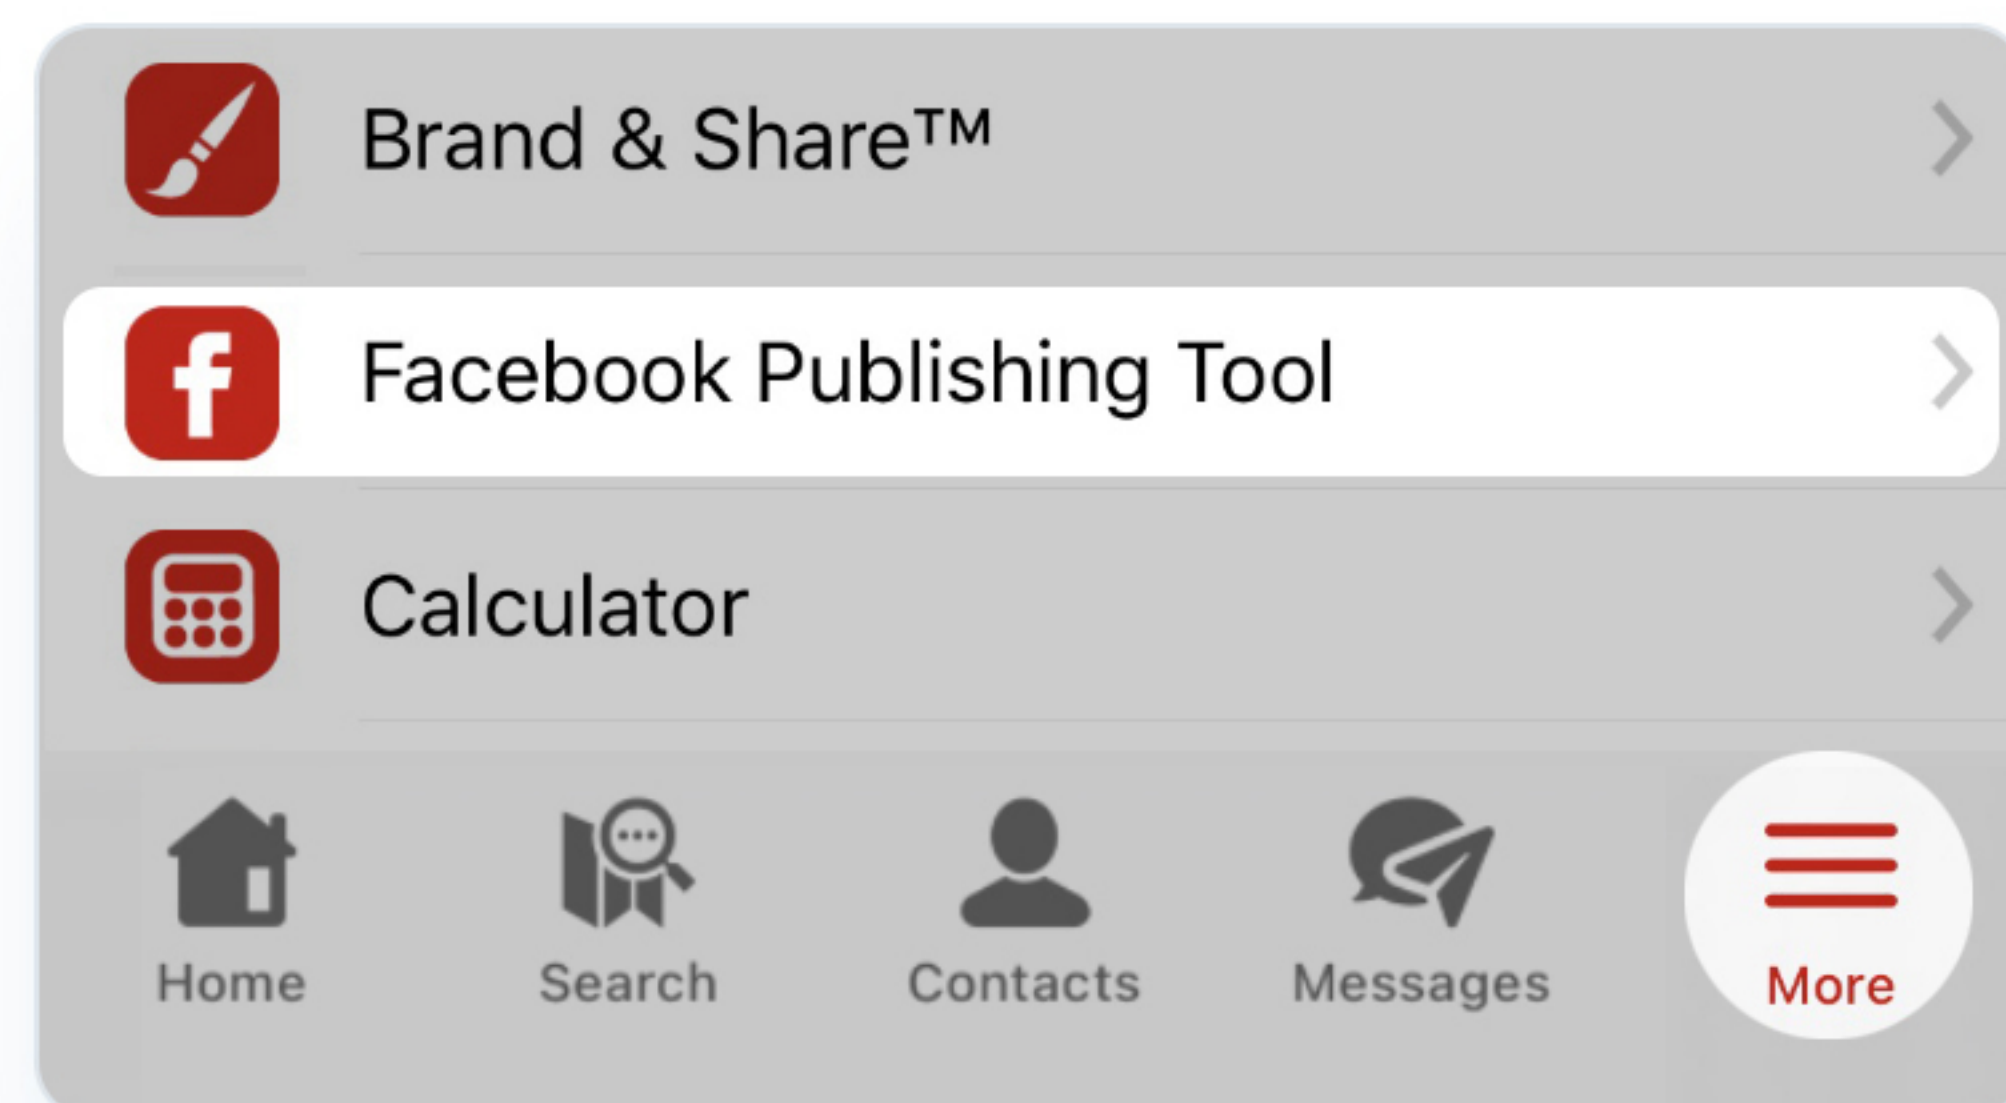 Brand & Share™
Facebook Publishing Tool
Calculator
Home Search Contacts Messages More